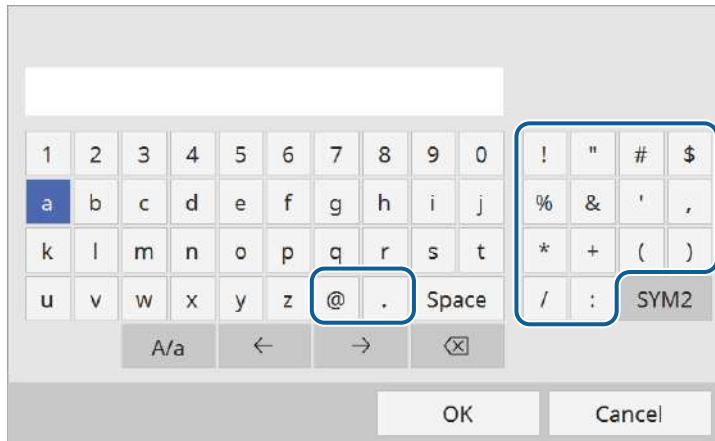 1 2 3 4 5 6 7 8 9 0 ! " # $
a b c d e f g h i j % & ' ,
k l m n o p q r s t * + ( )
u v w x y z @ . Space / : SYM2
A/a ← →
OK Cancel